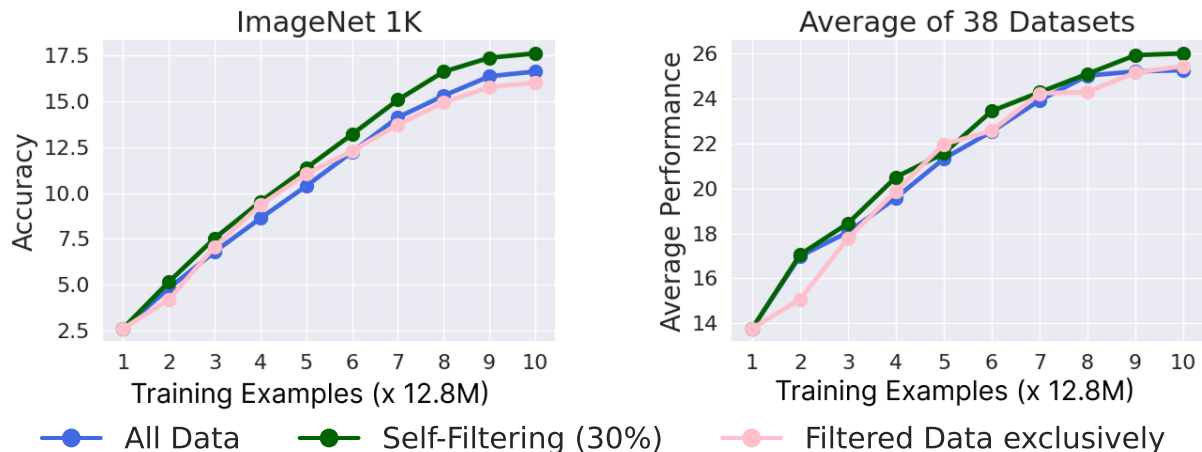 ImageNet 1K
Accuracy
17.5
15.0
12.5
10.0
7.5
5.0
2.5
1 2 3 4 5 6 7 8 9 10
Training Examples (x 12.8M)
Average of 38 Datasets
Average Performance
26
24
22
20
18
16
14
1 2 3 4 5 6 7 8 9 10
Training Examples (x 12.8M)
All Data Self-Filtering (30%) Filtered Data exclusively